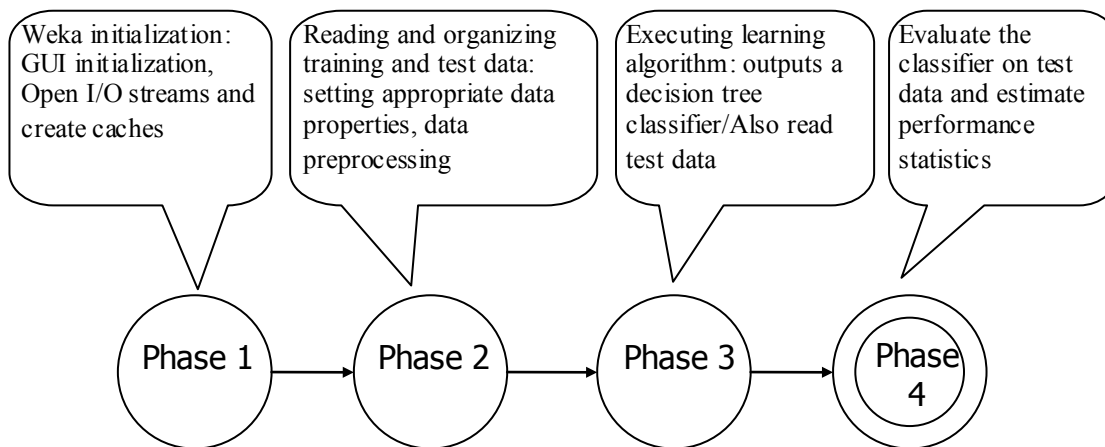 Weka initialization:
GUI initialization,
Open I/O streams and
create caches
Reading and organizing
training and test data:
setting appropriate data
properties, data
preprocessing
Executing learning
algorithm: outputs a
decision tree
classifier/Also read
test data
Evaluate the
classifier on test
data and estimate
performance
statistics
Phase 1
Phase 2
Phase 3
Phase
4